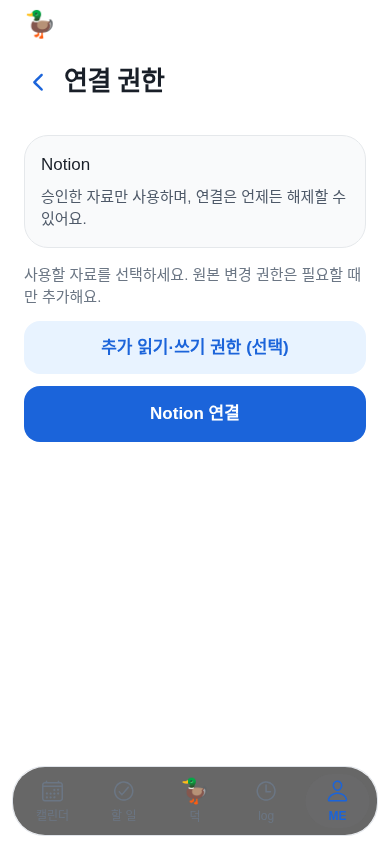 연결 권한
Notion
승인한 자료만 사용하며, 연결은 언제든 해제할 수
있어요.
사용할 자료를 선택하세요. 원본 변경 권한은 필요할 때
만 추가해요.
추가 읽기·쓰기 권한 (선택)
Notion 연결
캘린더
할 일
덕
log
ME